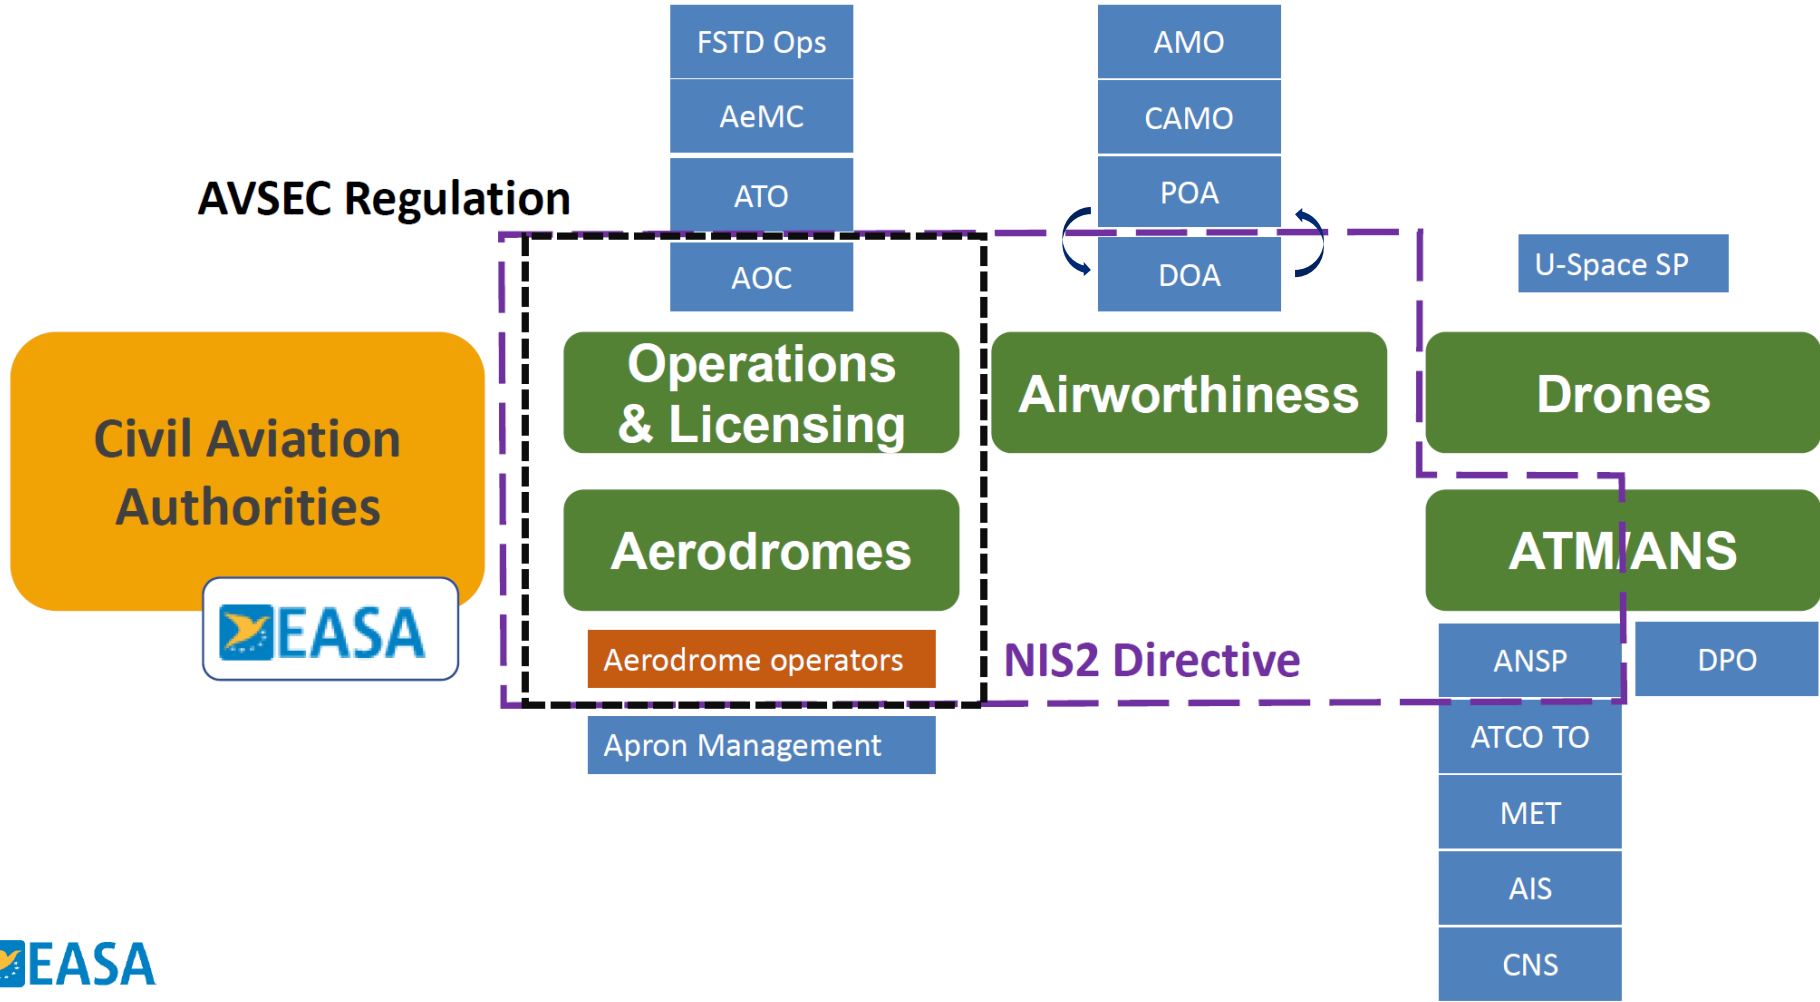 FSTD Ops
AeMC
ATO
AOC
AMO
CAMO
POA
DOA
AVSEC Regulation
U-Space SP
Civil Aviation
Authorities
EASA
Operations
& Licensing
Airworthiness
Drones
Aerodromes
ATM/ANS
Aerodrome operators
NIS2 Directive
Apron Management
ANSP
DPO
ATCO TO
MET
AIS
CNS
EASA